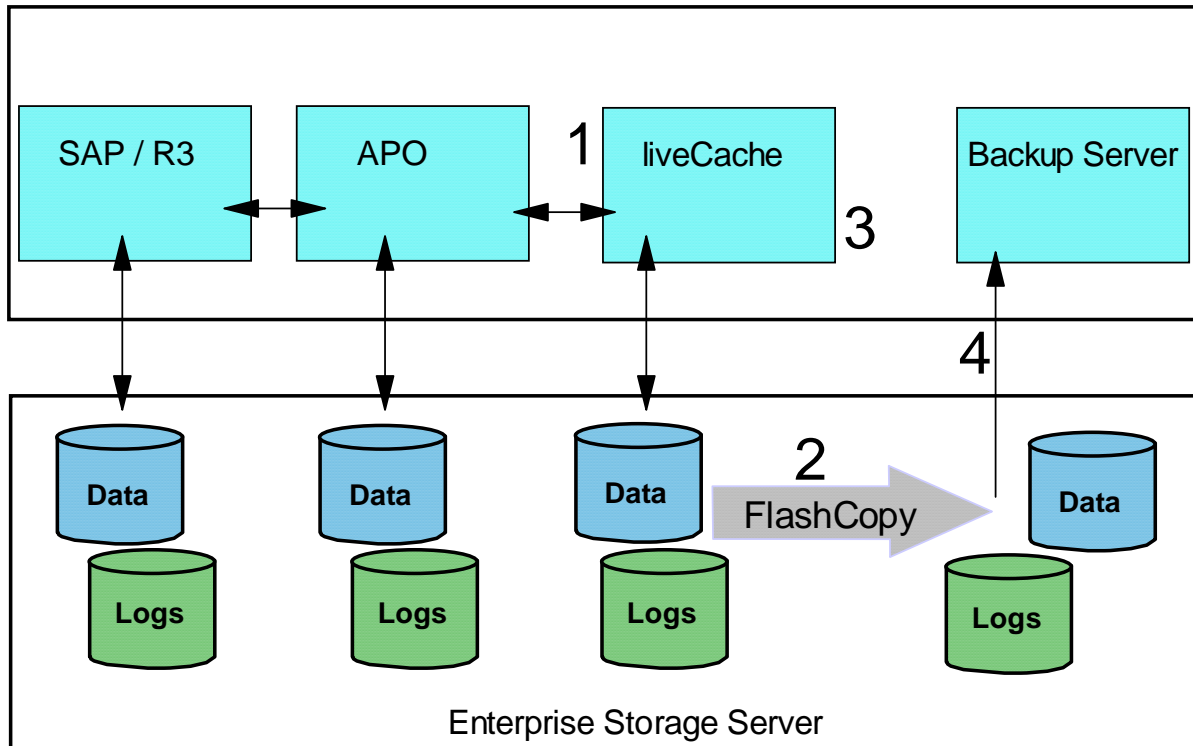 SAP / R3
APO
1
liveCache
3
Backup Server
4
2
FlashCopy
Data
Data
Data
Data
Logs
Logs
Logs
Logs
Enterprise Storage Server